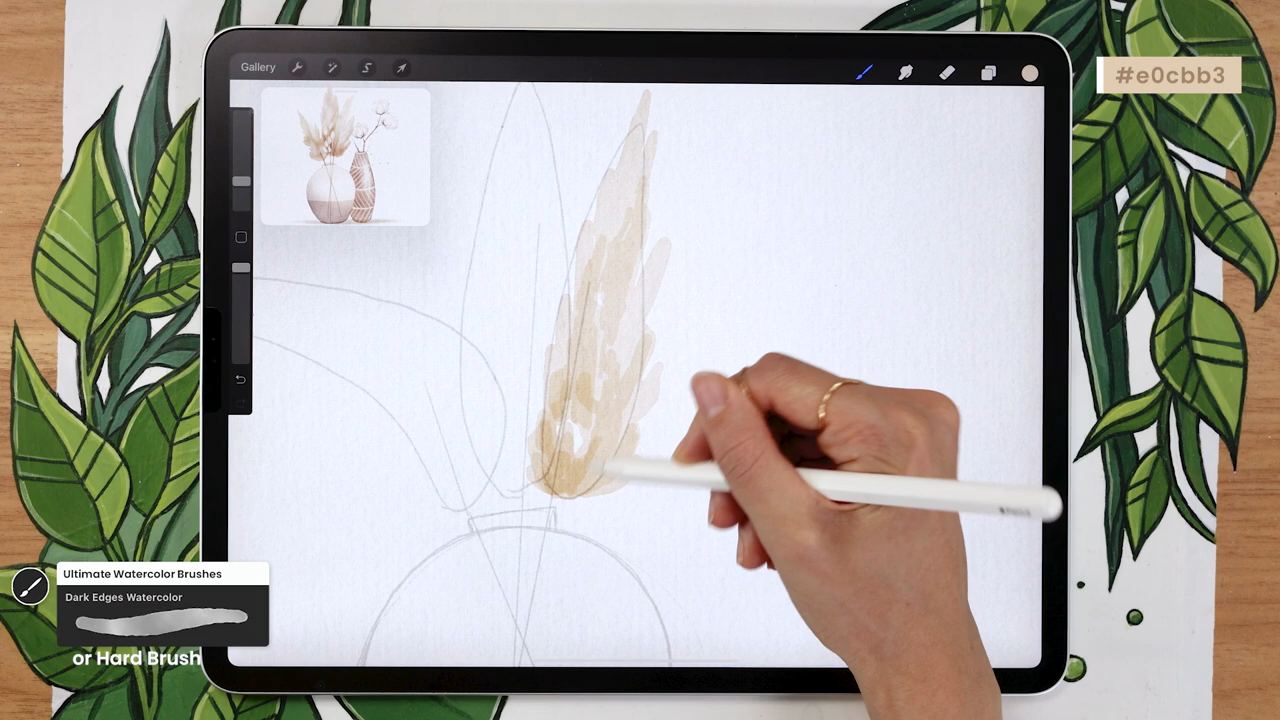 Gallery
#e0cbb3
Ultimate Watercolor Brushes
Dark Edges Watercolor
or Hard Brush